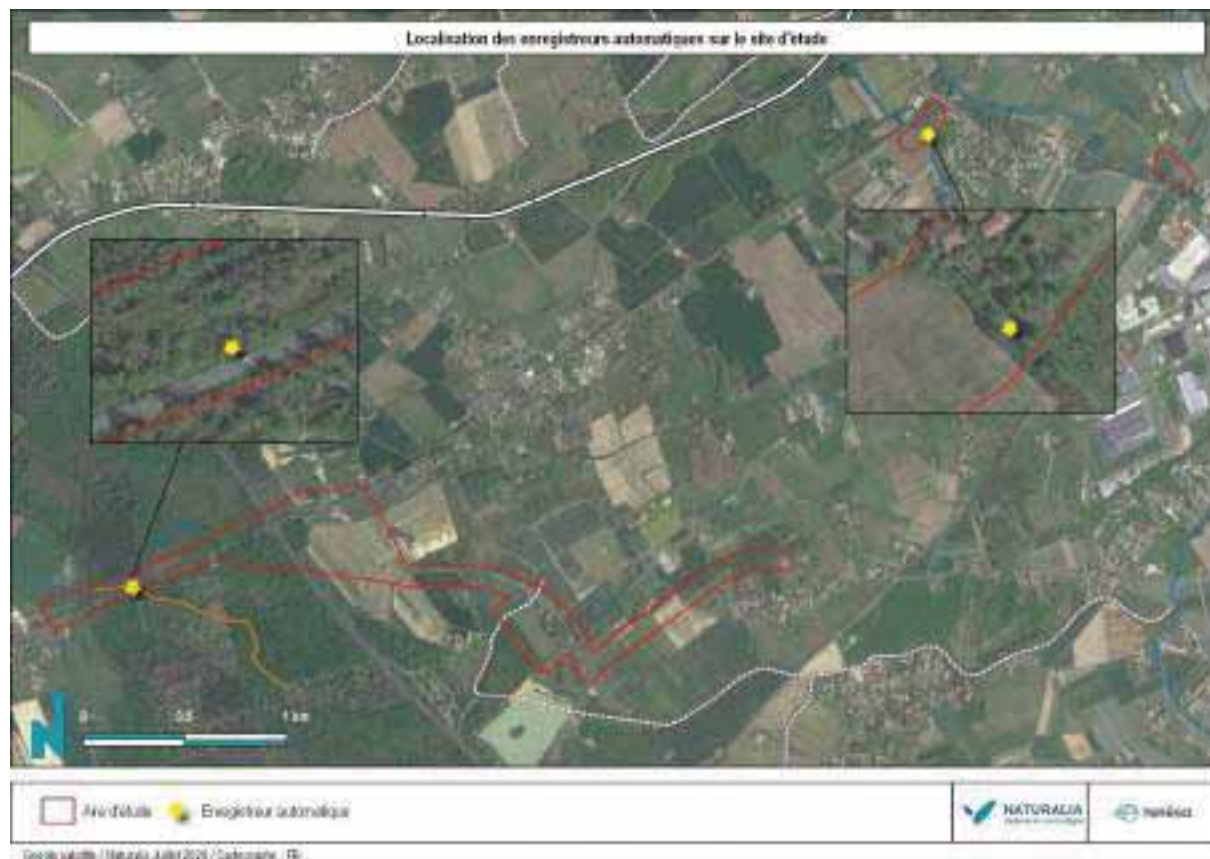 Localisation des enregistreurs automatiques sur le site d'étude
N
0 0.5 1 km
Aire d'étude
Enregistreur automatique
NATURALIA